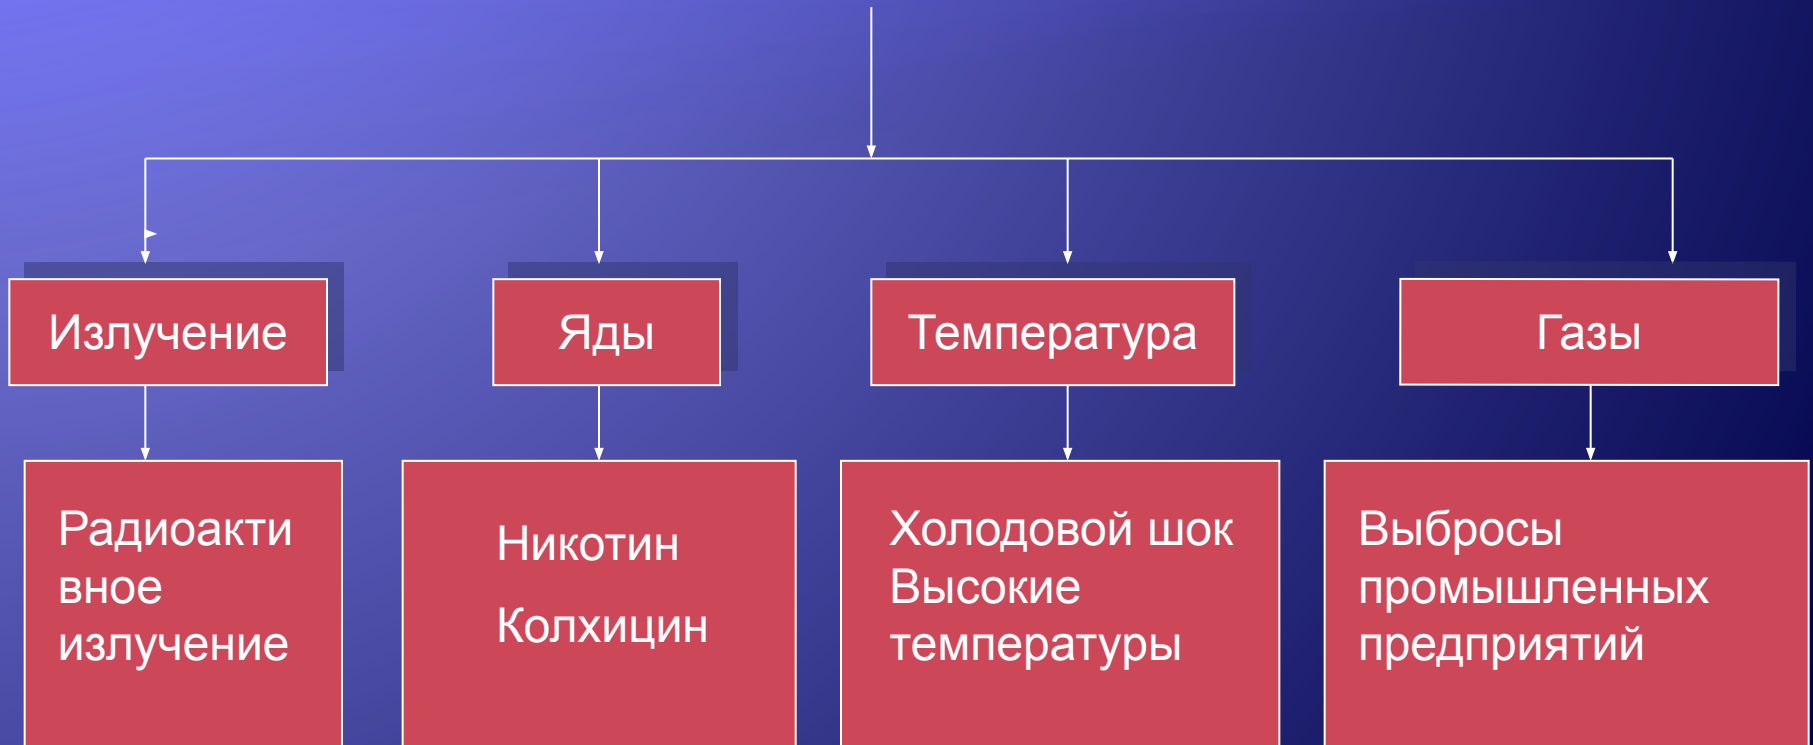 Излучение
Яды
Температура
Газы
Радиоакти
вное
излучение
Никотин
Колхицин
Холодовой шок
Высокие
температуры
Выбросы
промышленных
предприятий